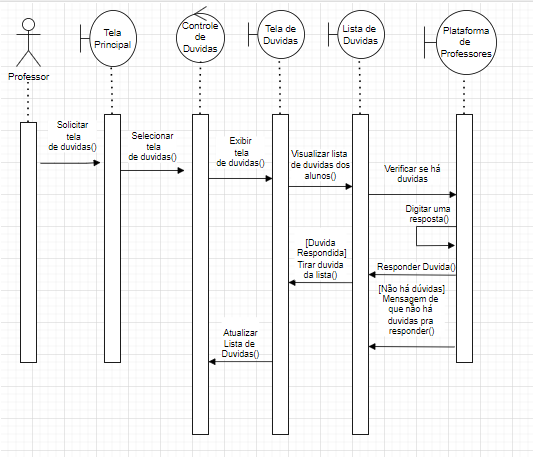 Professor
Tela
Principal
Controle
de
Duvidas
Tela de
Duvidas
Lista de
Duvidas
Plataforma
de
Professores
Solicitar
tela
de duvidas()
Selecionar
tela
de duvidas()
Exibir
tela
de duvidas()
Visualizar lista
de duvidas dos
alunos()
Verificar se há
duvidas
Digitar uma
resposta()
Responder Duvida()
[Duvida
Respondida]
Tirar duvida
da lista()
[Não há dúvidas]
Mensagem de
que não há
duvidas pra
responder()
Atualizar
Lista de
Duvidas()